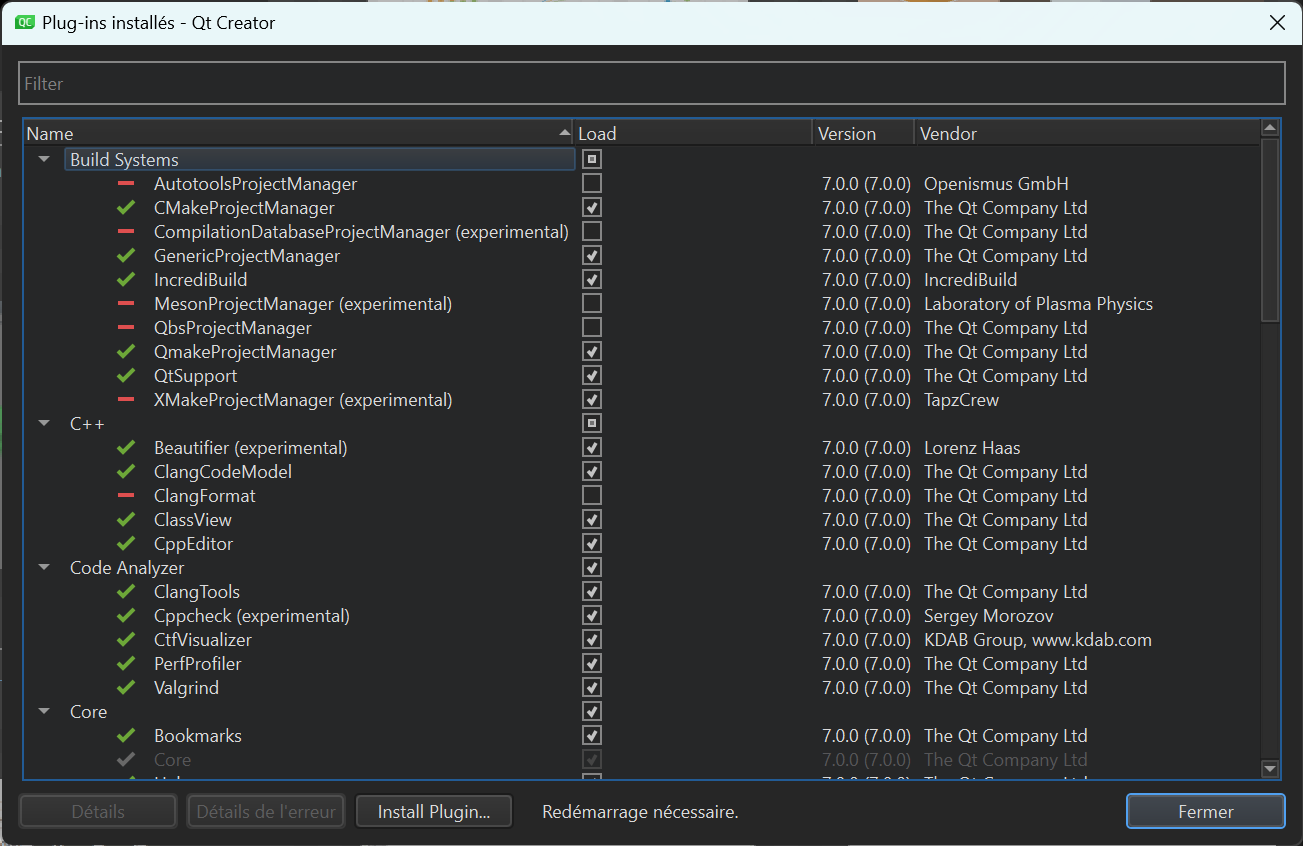 QC Plug-ins installés - Qt Creator
Filter
Name Load Version Vendor
Build Systems
AutotoolsProjectManager 7.0.0 (7.0.0) Openismus GmbH
CMakeProjectManager 7.0.0 (7.0.0) The Qt Company Ltd
CompilationDatabaseProjectManager (experimental) 7.0.0 (7.0.0) The Qt Company Ltd
GenericProjectManager 7.0.0 (7.0.0) The Qt Company Ltd
IncrediBuild 7.0.0 (7.0.0) IncrediBuild
MesonProjectManager (experimental) 7.0.0 (7.0.0) Laboratory of Plasma Physics
QbsProjectManager 7.0.0 (7.0.0) The Qt Company Ltd
QmakeProjectManager 7.0.0 (7.0.0) The Qt Company Ltd
QtSupport 7.0.0 (7.0.0) The Qt Company Ltd
XMakeProjectManager (experimental) 7.0.0 (7.0.0) TapzCrew
C++
Beautifier (experimental) 7.0.0 (7.0.0) Lorenz Haas
ClangCodeModel 7.0.0 (7.0.0) The Qt Company Ltd
ClangFormat 7.0.0 (7.0.0) The Qt Company Ltd
ClassView 7.0.0 (7.0.0) The Qt Company Ltd
CppEditor 7.0.0 (7.0.0) The Qt Company Ltd
Code Analyzer
ClangTools 7.0.0 (7.0.0) The Qt Company Ltd
Cppcheck (experimental) 7.0.0 (7.0.0) Sergey Morozov
CtfVisualizer 7.0.0 (7.0.0) KDAB Group, www.kdab.com
PerfProfiler 7.0.0 (7.0.0) The Qt Company Ltd
Valgrind 7.0.0 (7.0.0) The Qt Company Ltd
Core
Bookmarks 7.0.0 (7.0.0) The Qt Company Ltd
Core 7.0.0 (7.0.0) The Qt Company Ltd
Détails Détails de l'erreur Install Plugin... Redémarrage nécessaire. Fermer